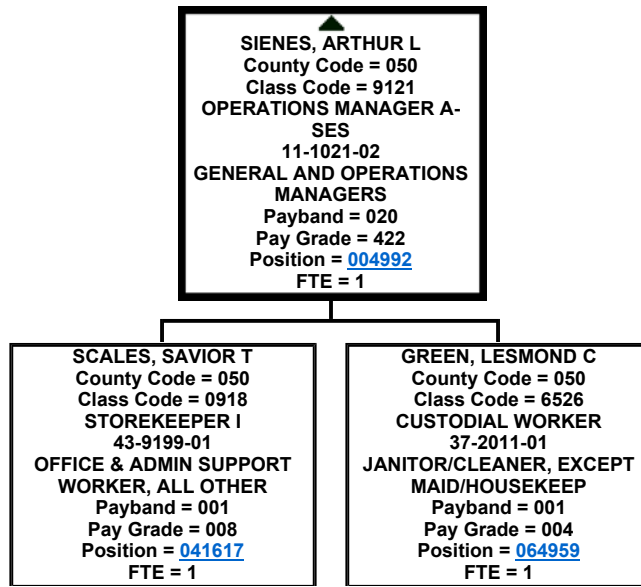 SIENES, ARTHUR L
County Code = 050
Class Code = 9121
OPERATIONS MANAGER A-
SES
11-1021-02
GENERAL AND OPERATIONS
MANAGERS
Payband = 020
Pay Grade = 422
Position = 004992
FTE = 1
SCALES, SAVIOR T
County Code = 050
Class Code = 0918
STOREKEEPER I
43-9199-01
OFFICE & ADMIN SUPPORT
WORKER, ALL OTHER
Payband = 001
Pay Grade = 008
Position = 041617
FTE = 1
GREEN, LESMOND C
County Code = 050
Class Code = 6526
CUSTODIAL WORKER
37-2011-01
JANITOR/CLEANER, EXCEPT
MAID/HOUSEKEEP
Payband = 001
Pay Grade = 004
Position = 064959
FTE = 1